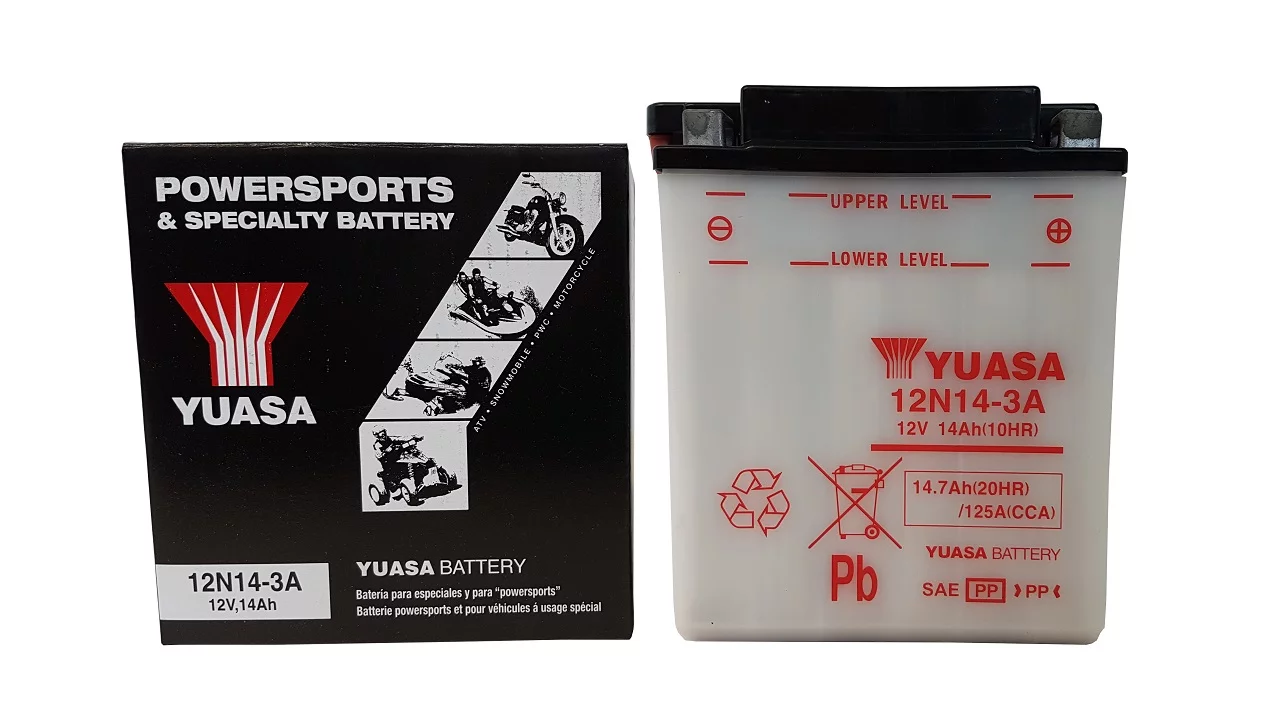 POWERSPORTS
& SPECIALTY BATTERY
YUASA
ATV • SNOWMOBILE • PWC • MOTORCYCLE
12N14-3A
12V,14Ah
YUASA BATTERY
Batería para especiales y para “powersports”
Batterie powersports et pour véhicules á usage spécial
UPPER LEVEL
LOWER LEVEL
YUASA
12N14-3A
12V 14Ah(10HR)
14.7Ah(20HR)
/125A(CCA)
Pb
YUASA BATTERY
SAE PP >PP<